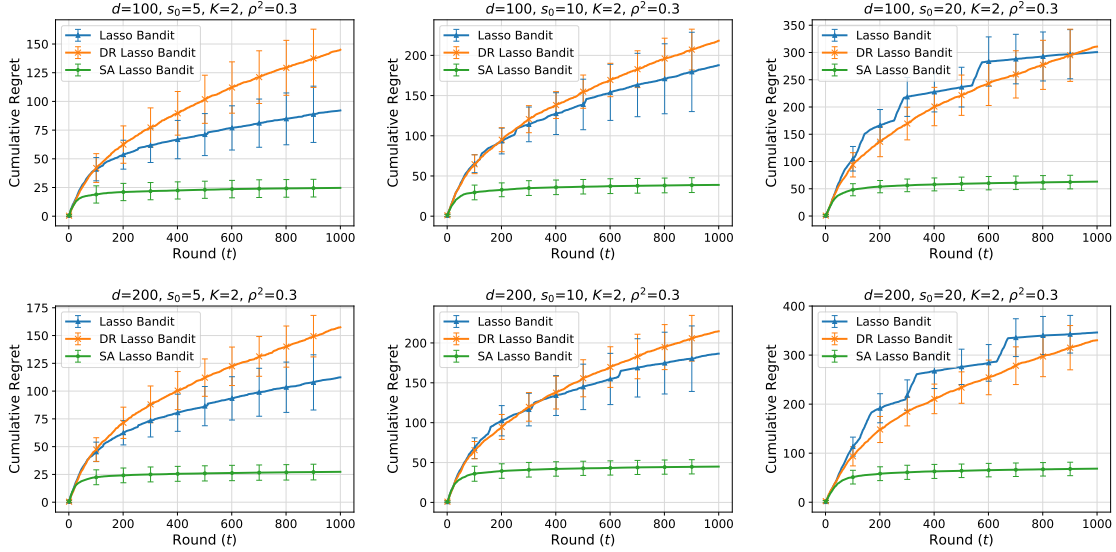 d=100, s₀=5, K=2, ρ²=0.3
Cumulative Regret
150
125
100
75
50
25
0
Lasso Bandit
DR Lasso Bandit
SA Lasso Bandit
0 200 400 600 800 1000
Round (t)
d=100, s₀=10, K=2, ρ²=0.3
Cumulative Regret
200
150
100
50
0
Lasso Bandit
DR Lasso Bandit
SA Lasso Bandit
0 200 400 600 800 1000
Round (t)
d=100, s₀=20, K=2, ρ²=0.3
Cumulative Regret
350
300
250
200
150
100
50
0
Lasso Bandit
DR Lasso Bandit
SA Lasso Bandit
0 200 400 600 800 1000
Round (t)
d=200, s₀=5, K=2, ρ²=0.3
Cumulative Regret
175
150
125
100
75
50
25
0
Lasso Bandit
DR Lasso Bandit
SA Lasso Bandit
0 200 400 600 800 1000
Round (t)
d=200, s₀=10, K=2, ρ²=0.3
Cumulative Regret
200
150
100
50
0
Lasso Bandit
DR Lasso Bandit
SA Lasso Bandit
0 200 400 600 800 1000
Round (t)
d=200, s₀=20, K=2, ρ²=0.3
Cumulative Regret
400
300
200
100
0
Lasso Bandit
DR Lasso Bandit
SA Lasso Bandit
0 200 400 600 800 1000
Round (t)